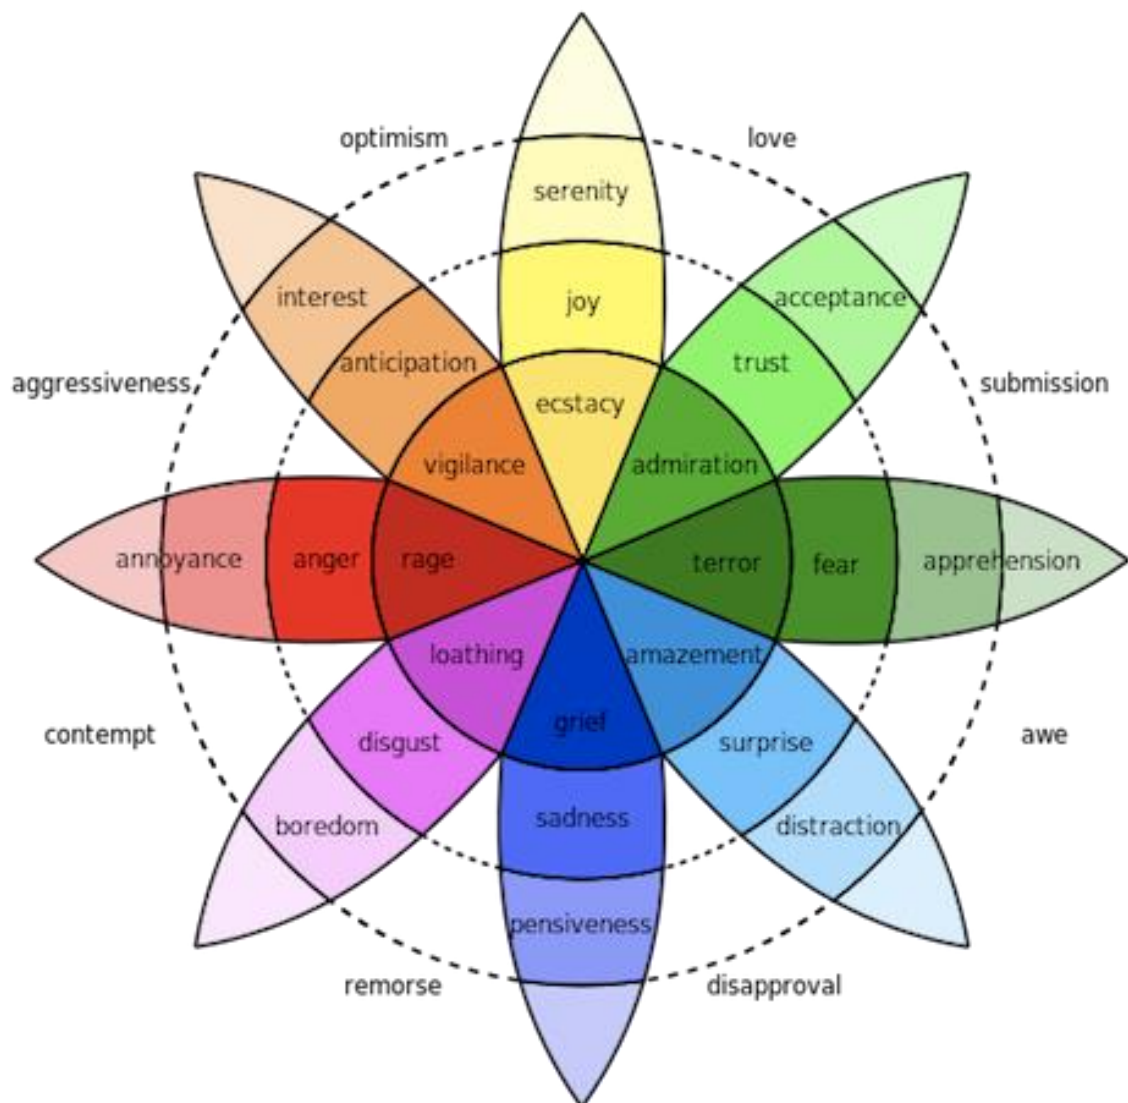 optimism
love
serenity
interest
joy
acceptance
anticipation
trust
aggressiveness
submission
ecstacy
vigilance
admiration
annoyance
anger
rage
terror
fear
apprehension
loathing
amazement
contempt
disgust
grief
surprise
awe
boredom
sadness
distraction
pensiveness
remorse
disapproval